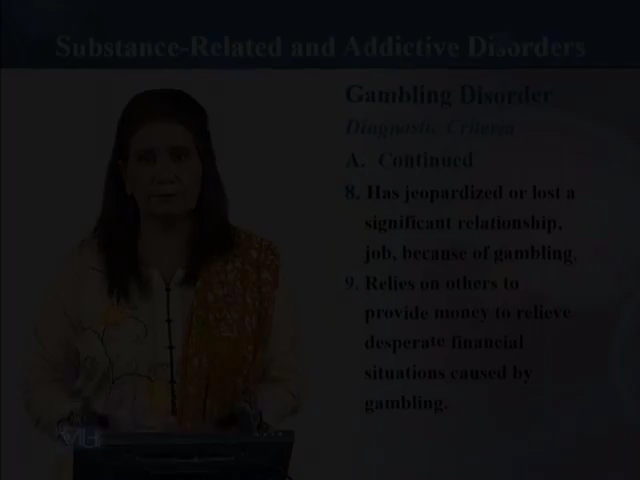 Substance-Related and Addictive Disorders
Gambling Disorder
Diagnostic Criteria
A. Continued
8. Has jeopardized or lost a
significant relationship,
job, because of gambling.
9. Relies on others to
provide money to relieve
desperate financial
situations caused by
gambling.